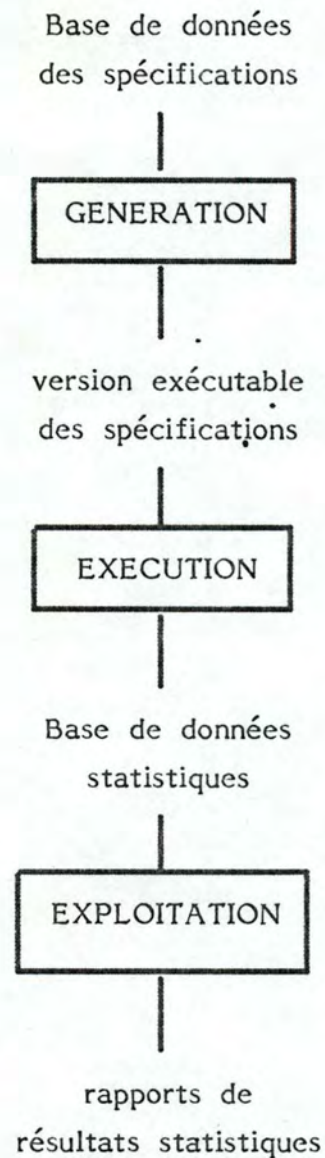 Base de données
des spécifications
GENERATION
version exécutable
des spécifications
EXECUTION
Base de données
statistiques
EXPLOITATION
rapports de
résultats statistiques